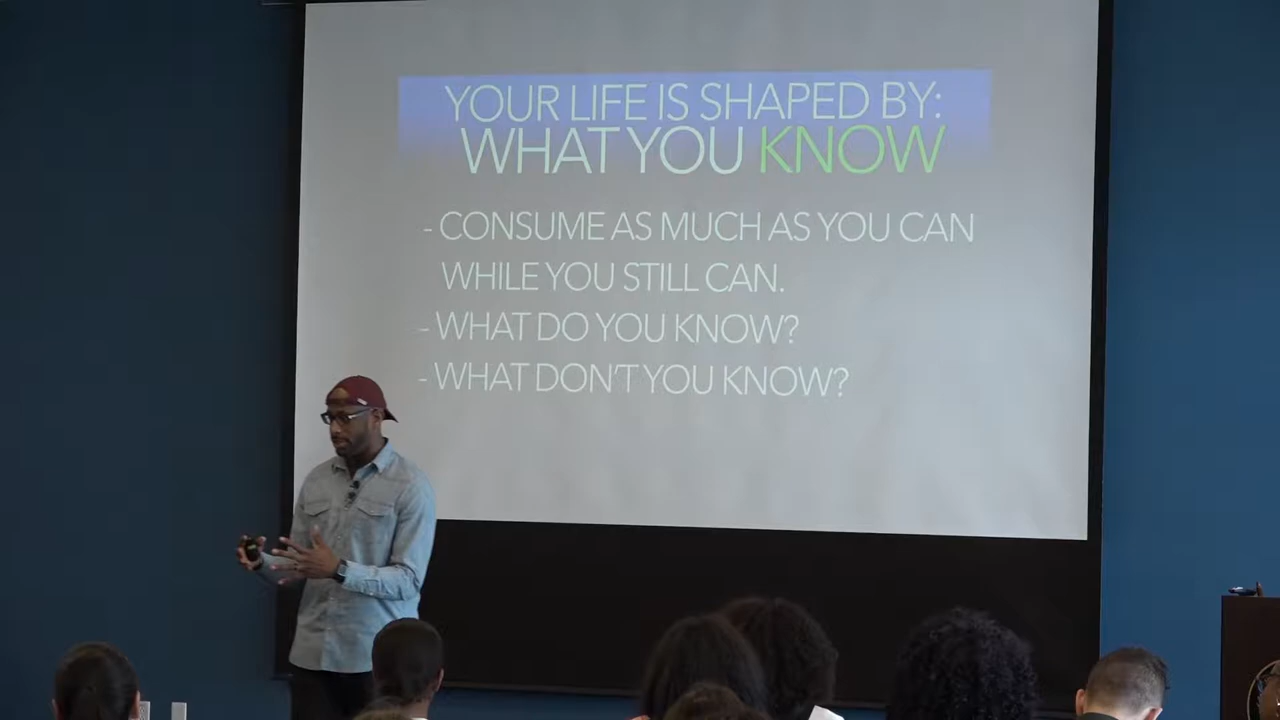 YOUR LIFE IS SHAPED BY:
WHAT YOU KNOW
- CONSUME AS MUCH AS YOU CAN
WHILE YOU STILL CAN.
- WHAT DO YOU KNOW?
- WHAT DON'T YOU KNOW?